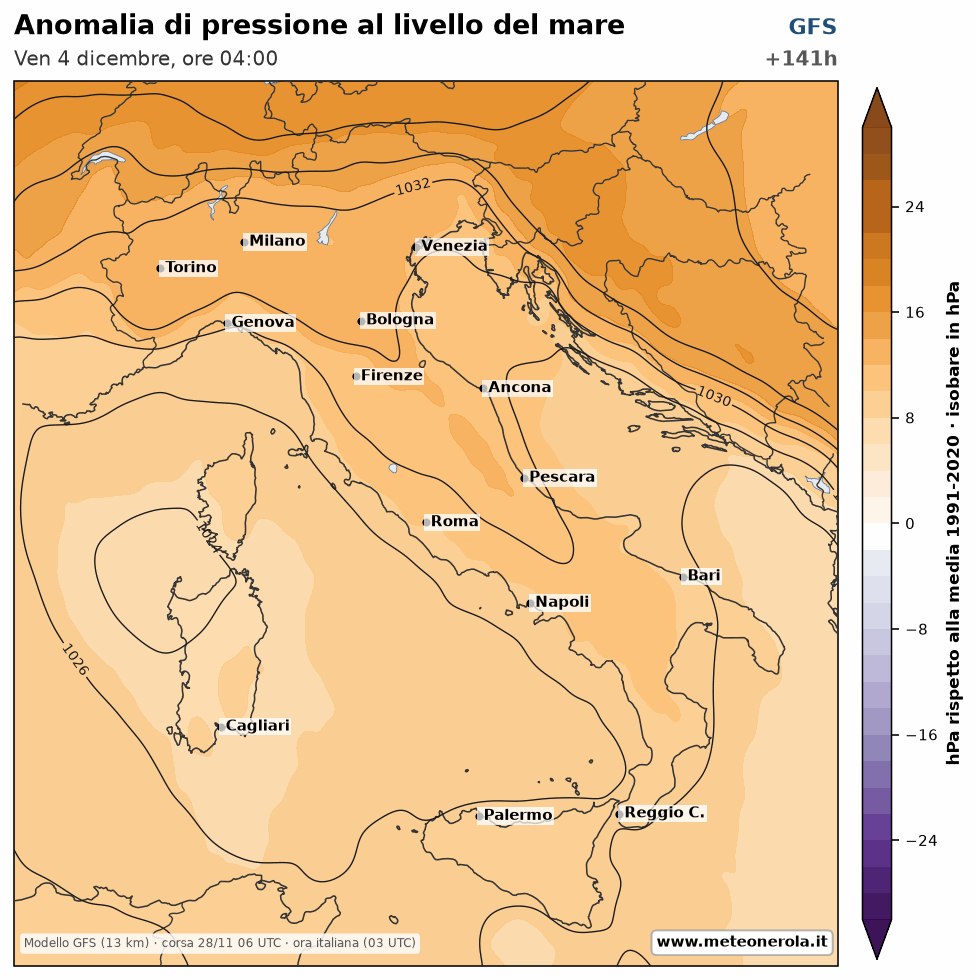 Anomalia di pressione al livello del mare
GFS
Ven 4 dicembre, ore 04:00
+141h
1032
Milano
Venezia
Torino
Genova
Bologna
Firenze
Ancona
1030
Pescara
Roma
1024
Bari
Napoli
1026
Cagliari
Palermo
Reggio C.
24
16
8
0
−8
−16
−24
hPa rispetto alla media 1991-2020 · isobare in hPa
Modello GFS (13 km) · corsa 28/11 06 UTC · ora italiana (03 UTC)
www.meteonerola.it